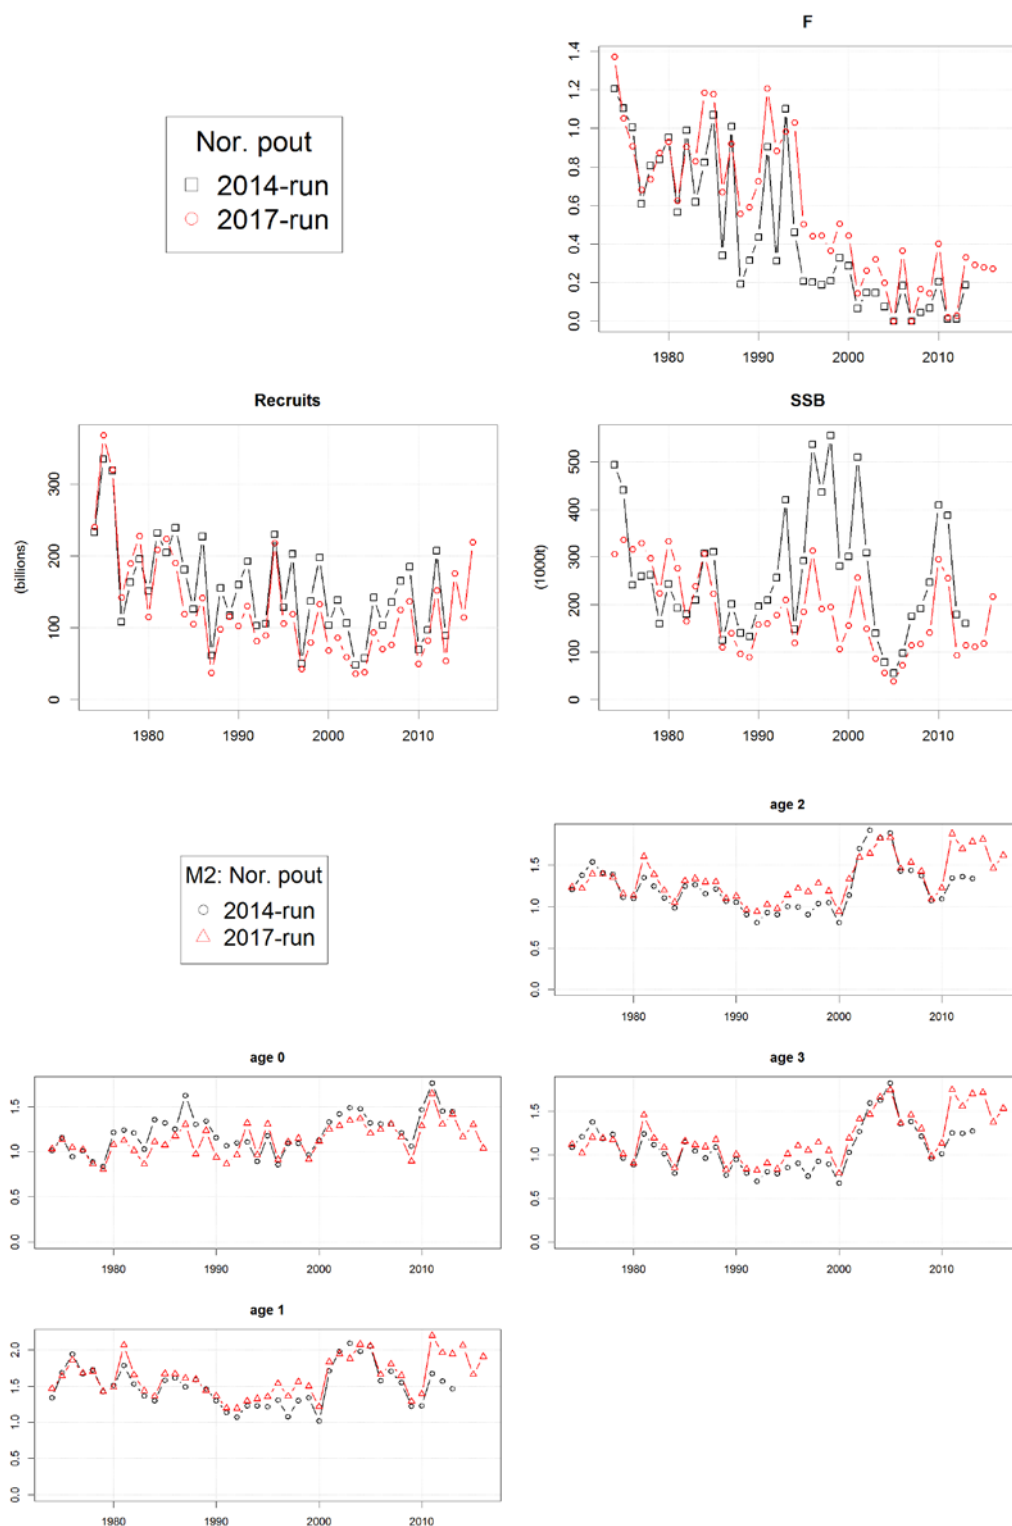 F
Nor. pout
2014-run
2017-run
0.0 0.2 0.4 0.6 0.8 1.0 1.2 1.4
1980 1990 2000 2010
Recruits
(billions)
0 100 200 300
1980 1990 2000 2010
SSB
(1000t)
0 100 200 300 400 500
1980 1990 2000 2010
M2: Nor. pout
2014-run
2017-run
age 2
0.0 0.5 1.0 1.5
1980 1990 2000 2010
age 0
0.0 0.5 1.0 1.5
1980 1990 2000 2010
age 3
0.0 0.5 1.0 1.5
1980 1990 2000 2010
age 1
0.0 0.5 1.0 1.5 2.0
1980 1990 2000 2010